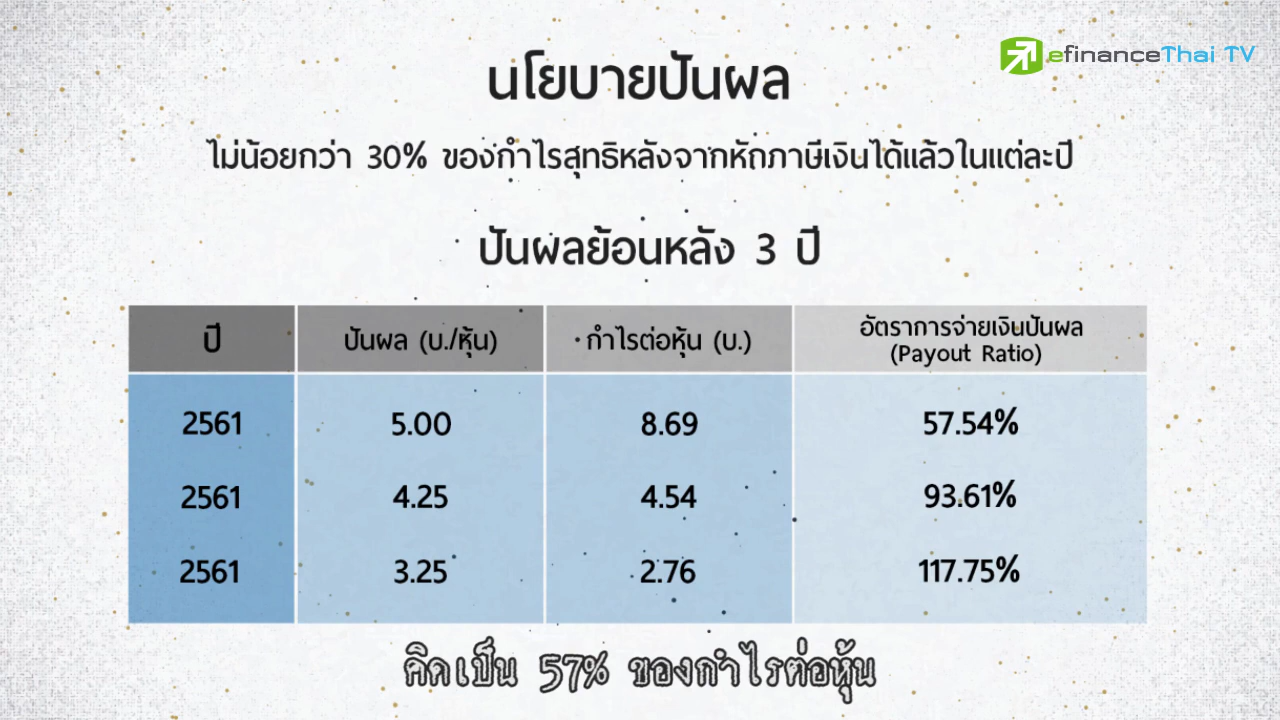 efinanceThai TV
นโยบายปันผล
ไม่น้อยกว่า 30% ของกำไรสุทธิหลังจากหักภาษีเงินได้แล้วในแต่ละปี
ปันผลย้อนหลัง 3 ปี
ปี ปันผล (บ./หุ้น) กำไรต่อหุ้น (บ.) อัตราการจ่ายเงินปันผล (Payout Ratio)
2561 5.00 8.69 57.54%
2561 4.25 4.54 93.61%
2561 3.25 2.76 117.75%
คิดเป็น 57% ของกำไรต่อหุ้น